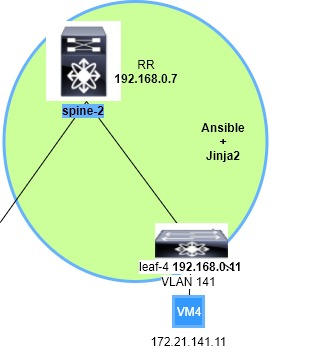 RR
192.168.0.7
spine-2
Ansible
+
Jinja2
leaf-4 192.168.0.11
VLAN 141
VM4
172.21.141.11